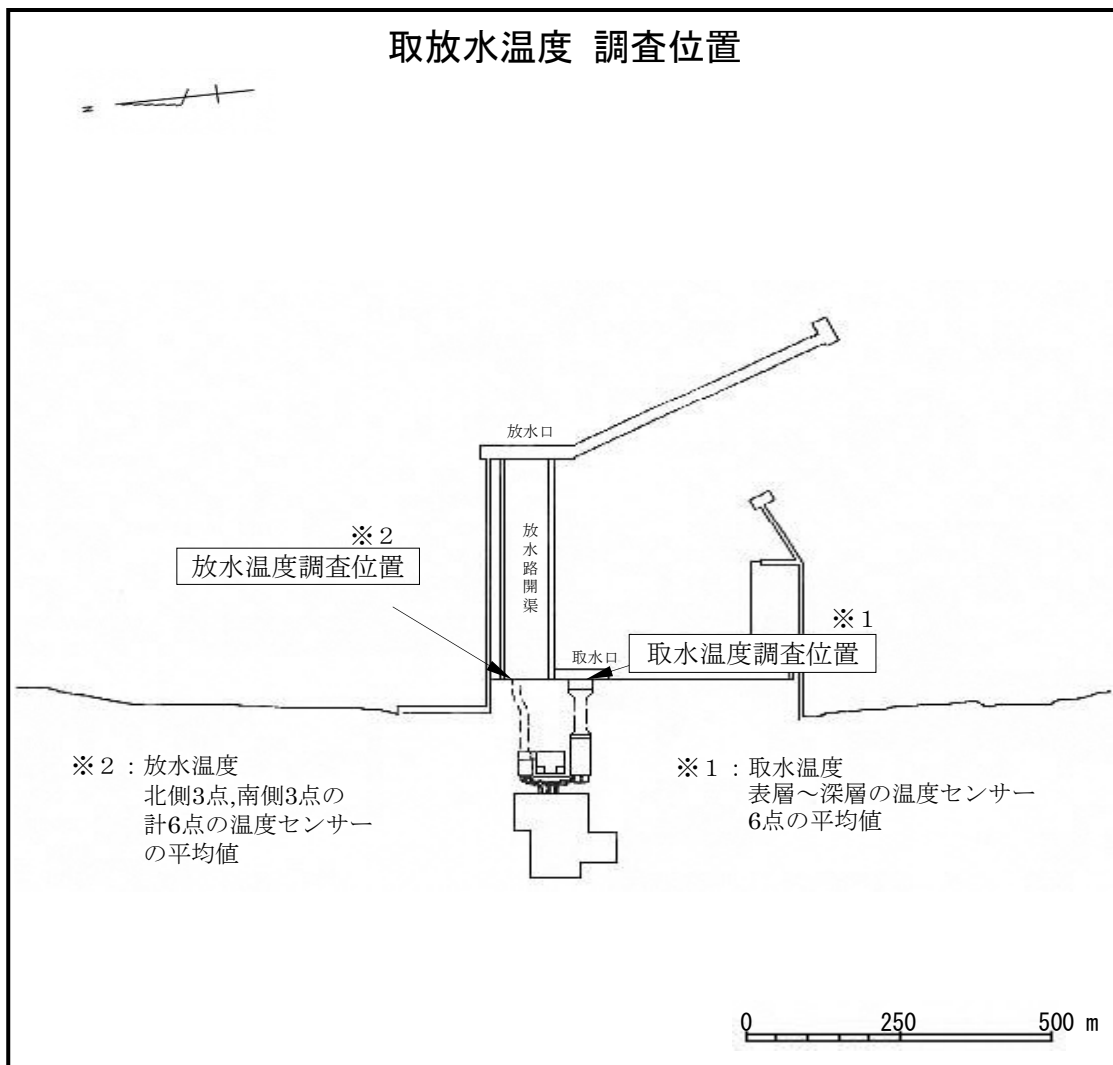 取放水温度 調査位置
N
放水口
※２
放水温度調査位置
放水路開渠
※１
取水口
取水温度調査位置
※２：放水温度
北側3点,南側3点の
計6点の温度センサー
の平均値
※１：取水温度
表層～深層の温度センサー
6点の平均値
0 250 500 m